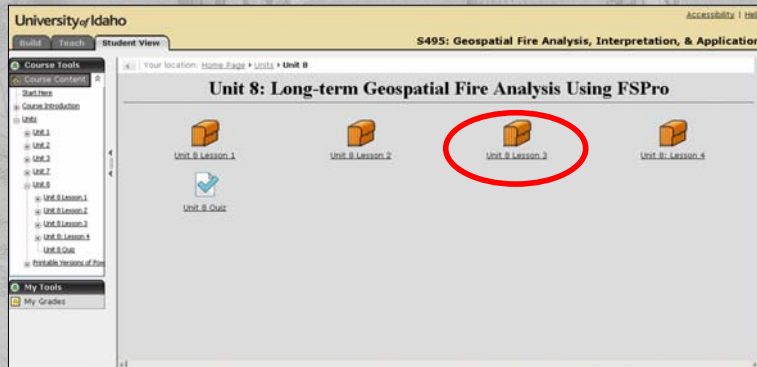 University of Idaho
Accessibility | Hel
Build Teach Student View
S495: Geospatial Fire Analysis, Interpretation, & Application
Course Tools
Your location: Home Page › Units › Unit 8
Course Content
Start Here
Course Introduction
Units
Unit 1
Unit 2
Unit 3
Unit 7
Unit 8
Unit 8 Lesson 1
Unit 8 Lesson 2
Unit 8 Lesson 3
Unit 8: Lesson 4
Unit 8 Quiz
Printable Versions of Pow
My Tools
My Grades
Unit 8: Long-term Geospatial Fire Analysis Using FSPro
Unit 8 Lesson 1
Unit 8 Lesson 2
Unit 8 Lesson 3
Unit 8: Lesson 4
Unit 8 Quiz